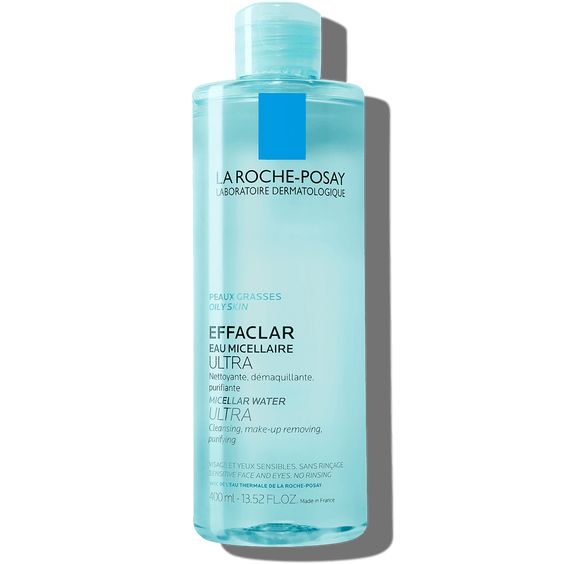 LA ROCHE-POSAY
LABORATOIRE DERMATOLOGIQUE
PEAUX GRASSES
OILY SKIN
EFFACLAR
EAU MICELLAIRE
ULTRA
Nettoyante, démaquillante,
purifiante
MICELLAR WATER
ULTRA
Cleansing, make-up removing,
purifying
VISAGE ET YEUX SENSIBLES. SANS RINÇAGE
SENSITIVE FACE AND EYES. NO RINSING
AVEC DE L'EAU THERMALE DE LA ROCHE-POSAY
400 ml - 13.52 FL.OZ. Made in France